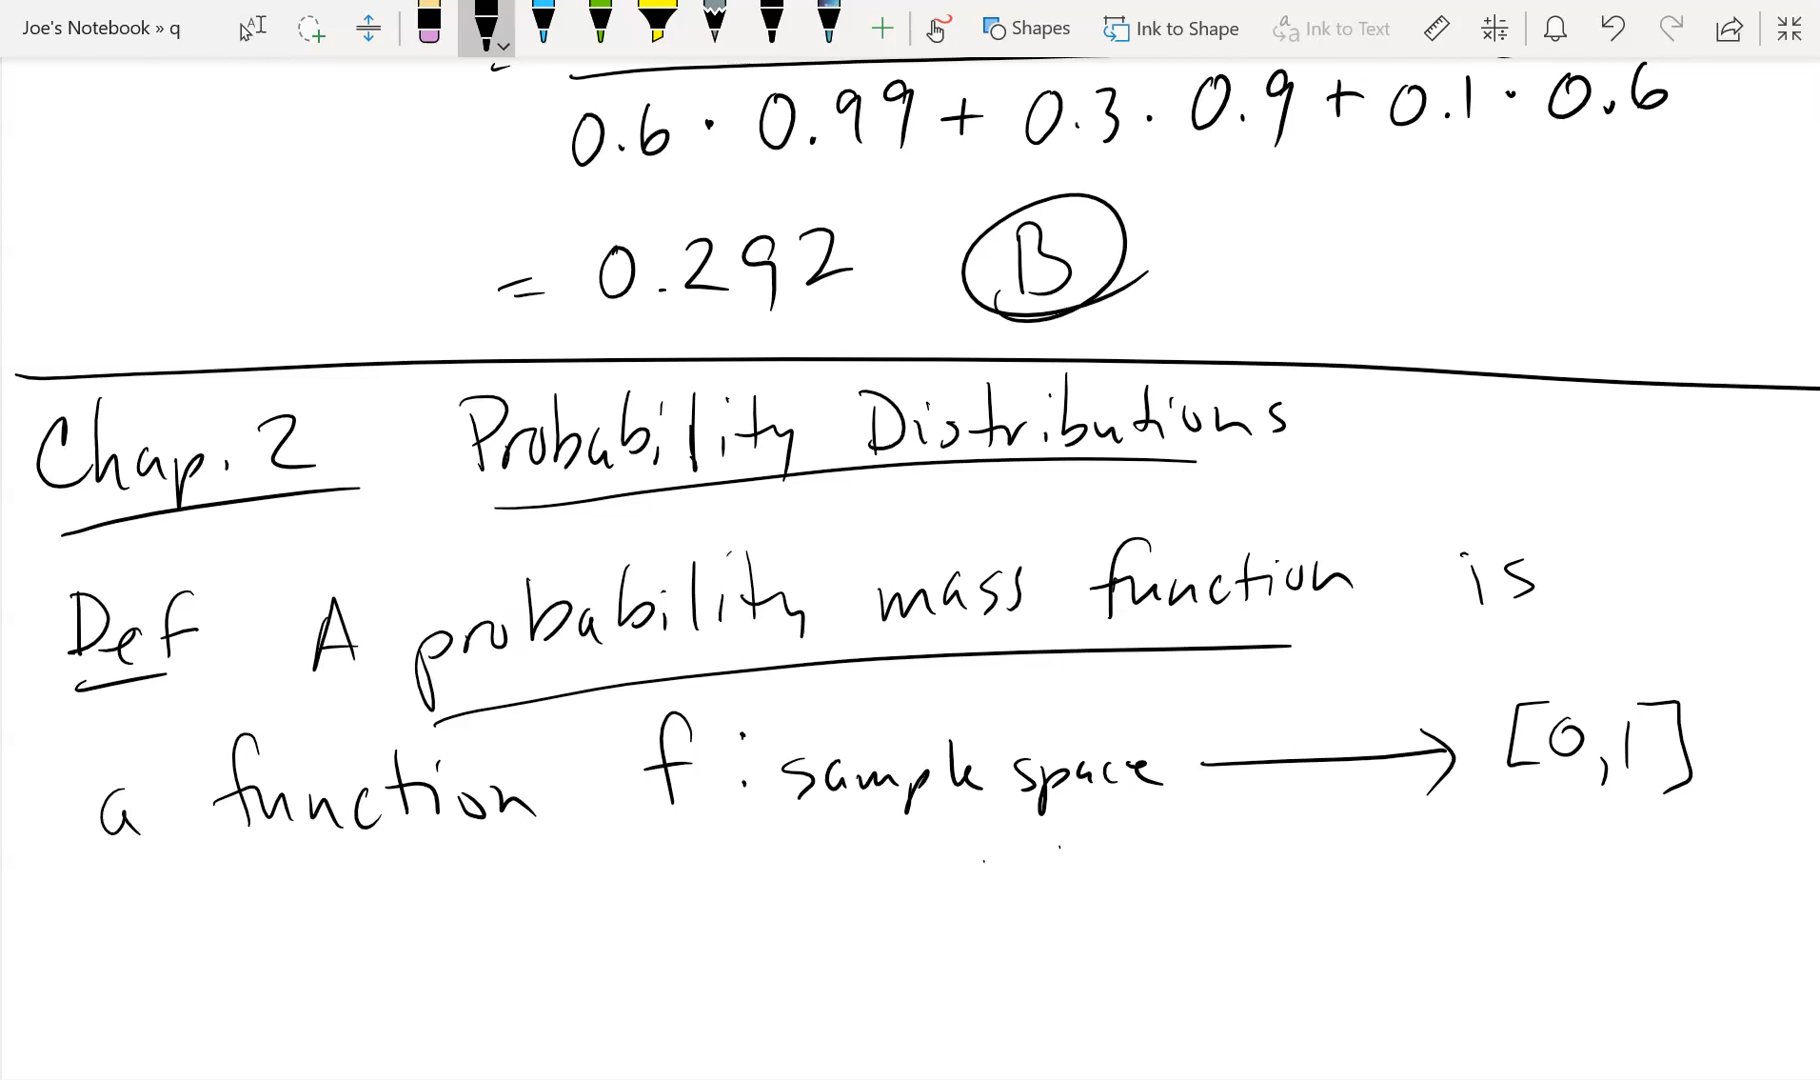 Joe's Notebook » q
Shapes
Ink to Shape
Ink to Text
0.6 · 0.99 + 0.3 · 0.9 + 0.1 · 0.6
= 0.292 B
Chap. 2 Probability Distributions
Def A probability mass function is
a function f : sample space → [0,1]